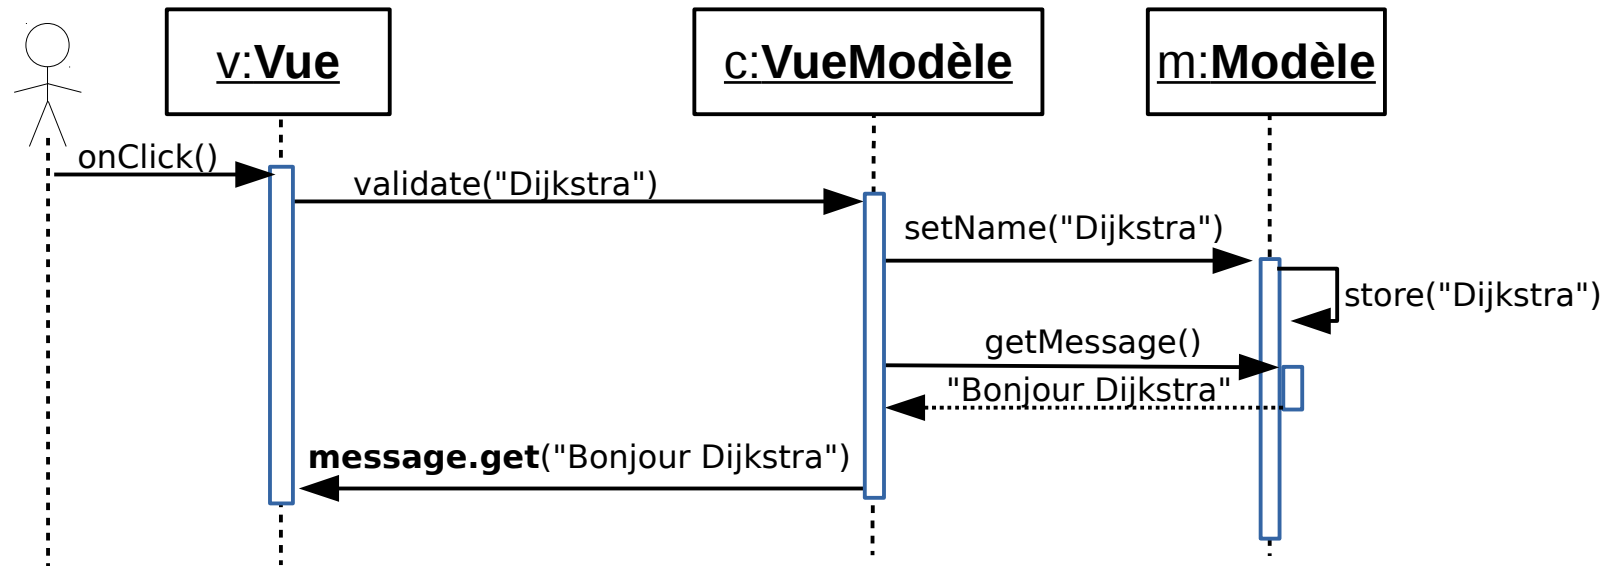 v:Vue
c:VueModèle
m:Modèle
onClick()
validate("Dijkstra")
setName("Dijkstra")
store("Dijkstra")
getMessage()
"Bonjour Dijkstra"
message.get("Bonjour Dijkstra")